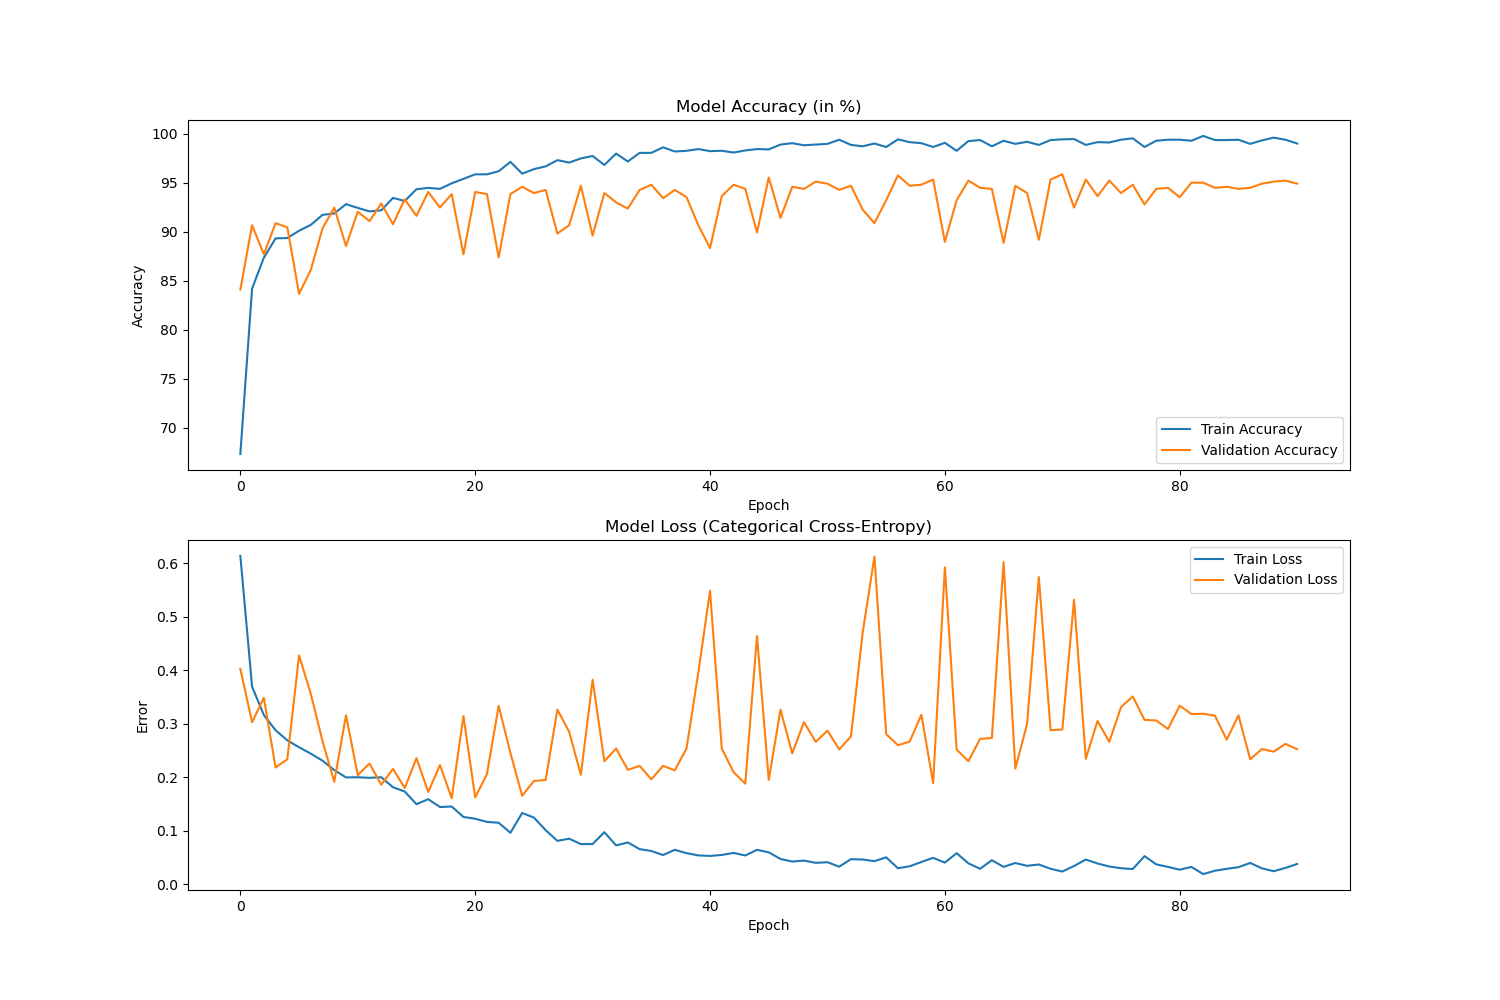 Model Accuracy (in %)
100
95
90
85
80
75
70
Accuracy
Train Accuracy
Validation Accuracy
0 20 40 60 80
Epoch
Model Loss (Categorical Cross-Entropy)
0.6
0.5
0.4
0.3
0.2
0.1
0.0
Error
Train Loss
Validation Loss
0 20 40 60 80
Epoch